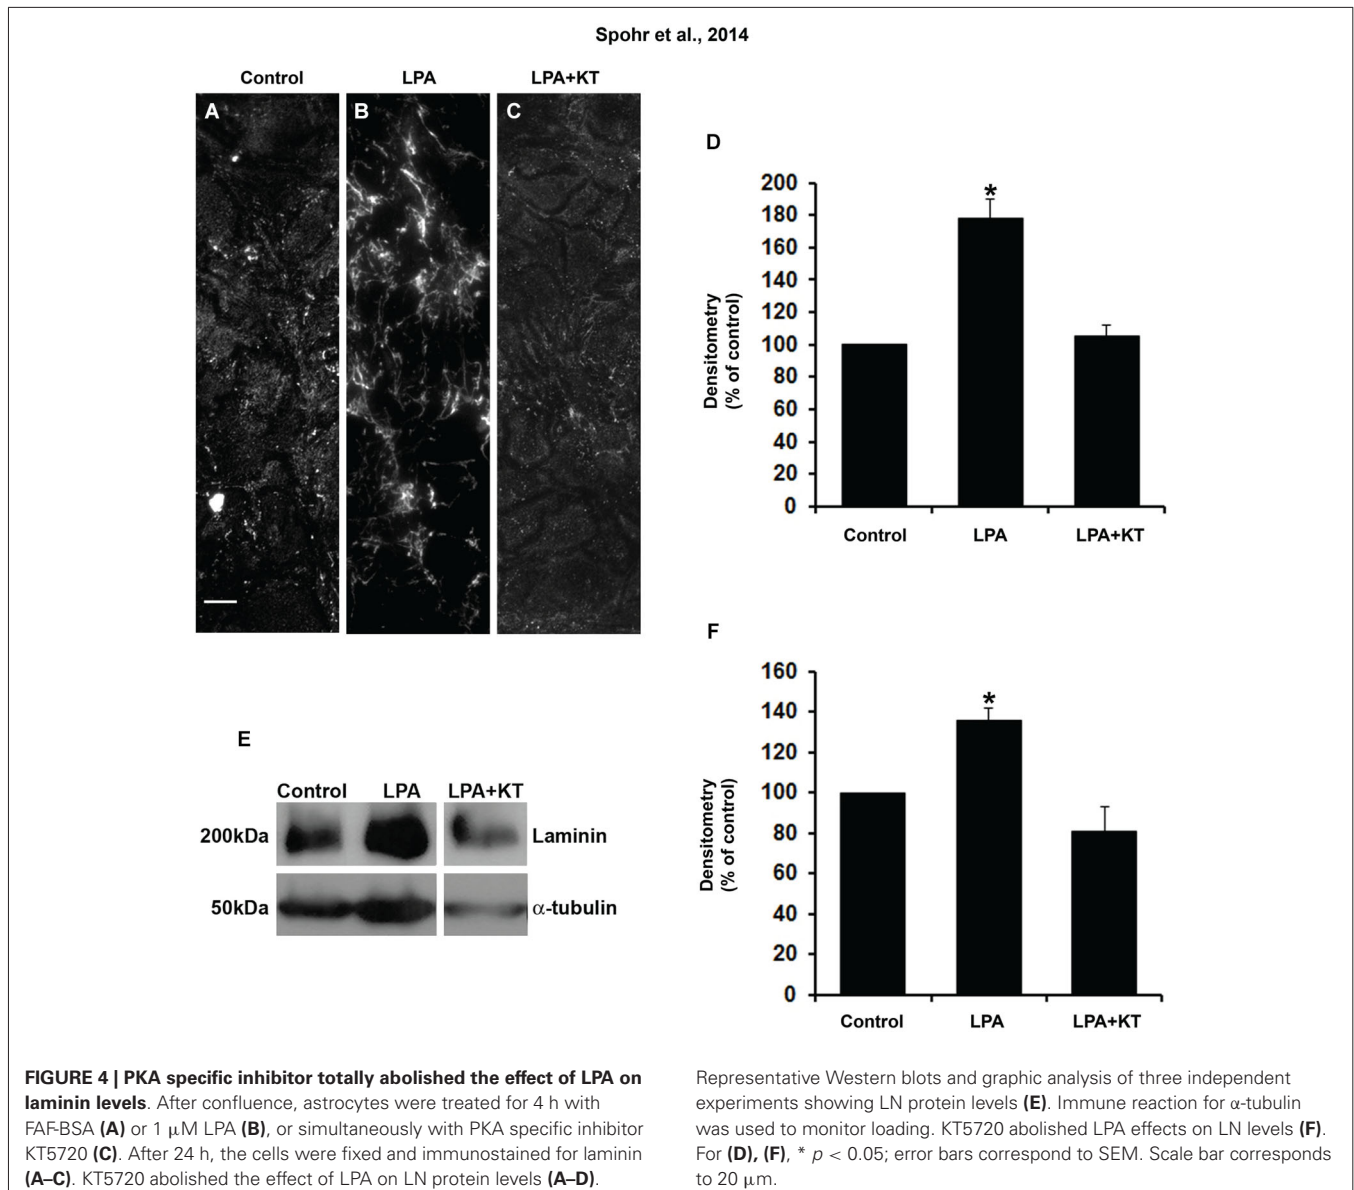 Spohr et al., 2014
Control LPA LPA+KT
A B C
D
200
180
160
140
120
100
80
60
40
20
0
Densitometry
(% of control)
*
Control LPA LPA+KT
E
Control LPA LPA+KT
200kDa Laminin
50kDa α-tubulin
F
160
140
120
100
80
60
40
20
0
Densitometry
(% of control)
*
Control LPA LPA+KT
FIGURE 4 | PKA specific inhibitor totally abolished the effect of LPA on
laminin levels. After confluence, astrocytes were treated for 4 h with
FAF-BSA (A) or 1 μM LPA (B), or simultaneously with PKA specific inhibitor
KT5720 (C). After 24 h, the cells were fixed and immunostained for laminin
(A–C). KT5720 abolished the effect of LPA on LN protein levels (A–D).
Representative Western blots and graphic analysis of three independent
experiments showing LN protein levels (E). Immune reaction for α-tubulin
was used to monitor loading. KT5720 abolished LPA effects on LN levels (F).
For (D), (F), * p < 0.05; error bars correspond to SEM. Scale bar corresponds
to 20 μm.